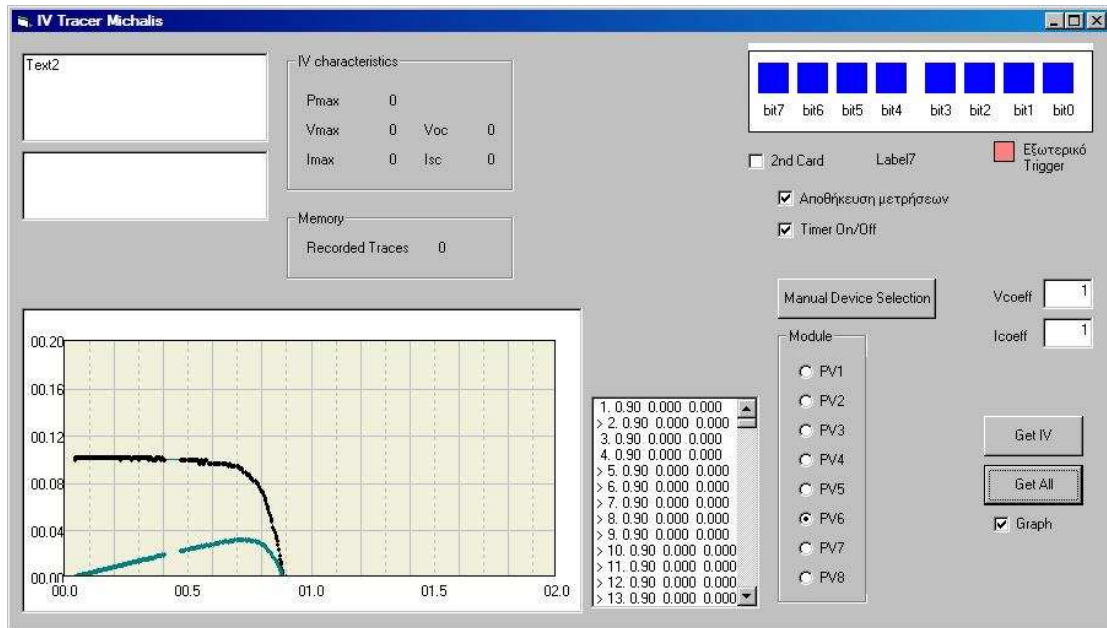 IV Tracer Michalis
Text2
IV characteristics
Pmax 0
Vmax 0 Voc 0
Imax 0 Isc 0
Memory
Recorded Traces 0
bit7 bit6 bit5 bit4 bit3 bit2 bit1 bit0
2nd Card Label7
Εξωτερικό
Trigger
Αποθήκευση μετρήσεων
Timer On/Off
Manual Device Selection
Vcoeff 1
Icoeff 1
Module
PV1
PV2
PV3
PV4
PV5
PV6
PV7
PV8
Get IV
Get All
Graph
00.20
00.16
00.12
00.08
00.04
00.00
00.0 00.5 01.0 01.5 02.0
1. 0.90 0.000 0.000
> 2. 0.90 0.000 0.000
3. 0.90 0.000 0.000
4. 0.90 0.000 0.000
> 5. 0.90 0.000 0.000
> 6. 0.90 0.000 0.000
> 7. 0.90 0.000 0.000
> 8. 0.90 0.000 0.000
> 9. 0.90 0.000 0.000
> 10. 0.90 0.000 0.000
> 11. 0.90 0.000 0.000
> 12. 0.90 0.000 0.000
> 13. 0.90 0.000 0.000